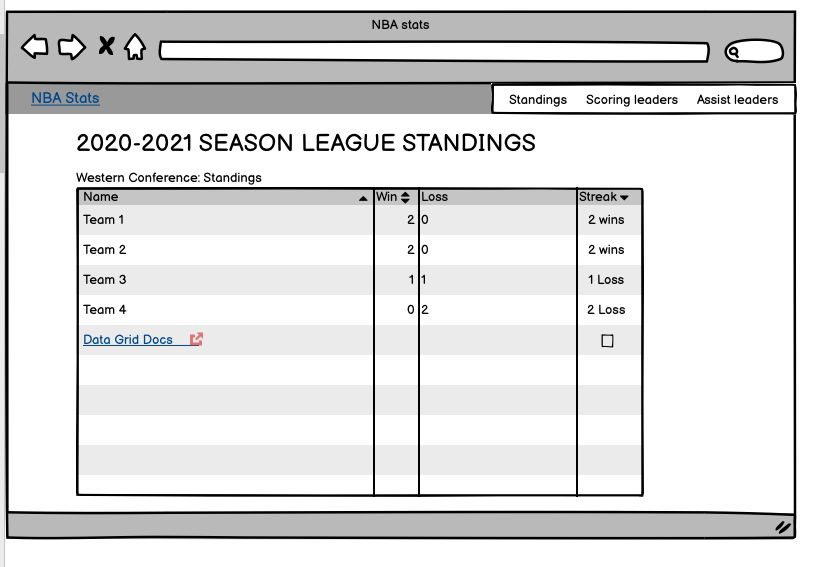 NBA stats
NBA Stats Standings Scoring leaders Assist leaders
2020-2021 SEASON LEAGUE STANDINGS
Western Conference: Standings
Name Win Loss Streak
Team 1 2 0 2 wins
Team 2 2 0 2 wins
Team 3 1 1 1 Loss
Team 4 0 2 2 Loss
Data Grid Docs